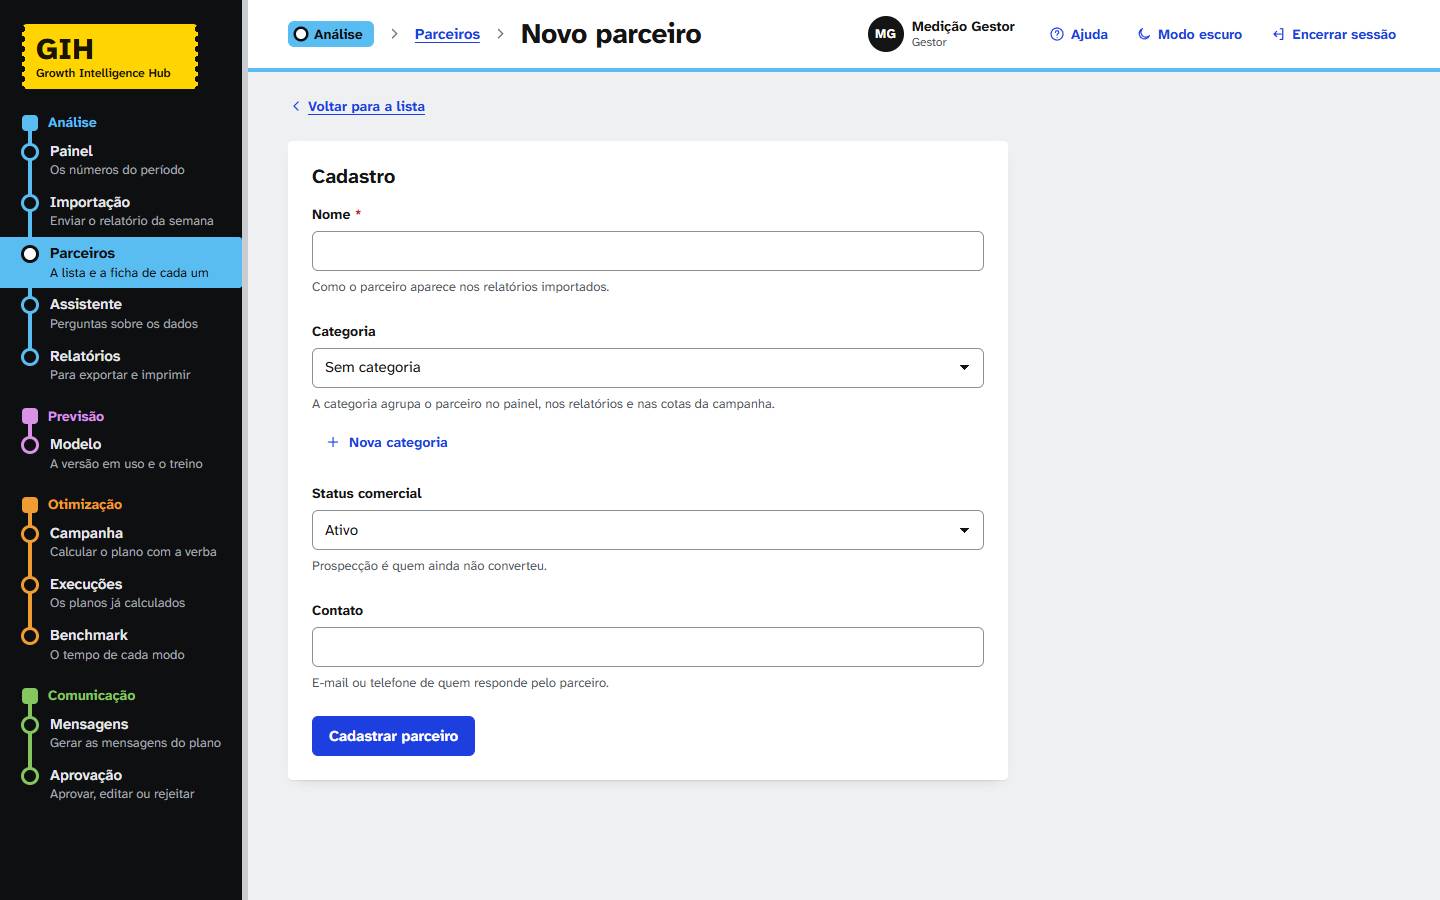 GIH
Growth Intelligence Hub
Análise
Painel
Os números do período
Importação
Enviar o relatório da semana
Parceiros
A lista e a ficha de cada um
Assistente
Perguntas sobre os dados
Relatórios
Para exportar e imprimir
Previsão
Modelo
A versão em uso e o treino
Otimização
Campanha
Calcular o plano com a verba
Execuções
Os planos já calculados
Benchmark
O tempo de cada modo
Comunicação
Mensagens
Gerar as mensagens do plano
Aprovação
Aprovar, editar ou rejeitar
Análise > Parceiros > Novo parceiro
MG
Medição Gestor
Gestor
Ajuda
Modo escuro
Encerrar sessão
Voltar para a lista
Cadastro
Nome *
Como o parceiro aparece nos relatórios importados.
Categoria
Sem categoria
A categoria agrupa o parceiro no painel, nos relatórios e nas cotas da campanha.
+ Nova categoria
Status comercial
Ativo
Prospecção é quem ainda não converteu.
Contato
E-mail ou telefone de quem responde pelo parceiro.
Cadastrar parceiro